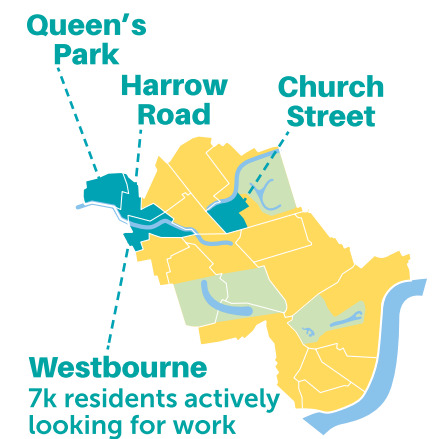 Queen's
Park
Harrow
Road
Church
Street
Westbourne
7k residents actively
looking for work